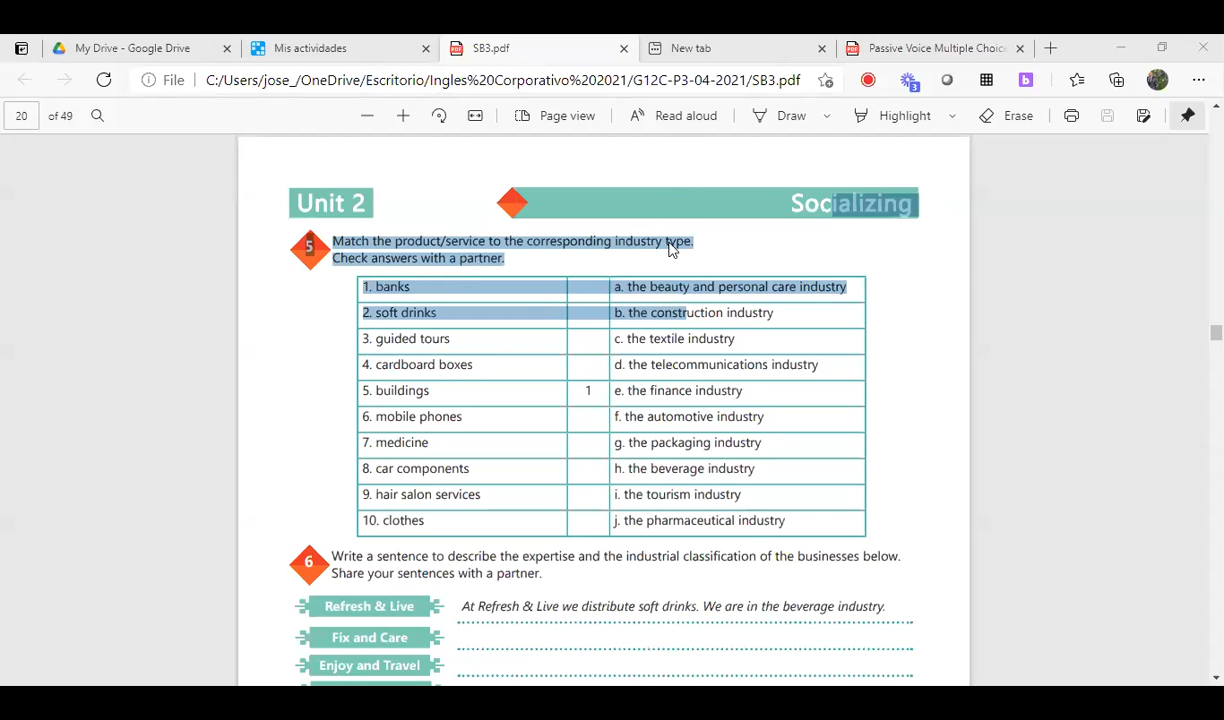 My Drive - Google Drive
Mis actividades
SB3.pdf
New tab
Passive Voice Multiple Choic
File C:/Users/jose_/OneDrive/Escritorio/Ingles%20Corporativo%202021/G12C-P3-04-2021/SB3.pdf
3
b
20 of 49
Page view
Read aloud
Draw
Highlight
Erase
Unit 2
Socializing
5 Match the product/service to the corresponding industry type.
Check answers with a partner.
1. banks a. the beauty and personal care industry
2. soft drinks b. the construction industry
3. guided tours c. the textile industry
4. cardboard boxes d. the telecommunications industry
5. buildings 1 e. the finance industry
6. mobile phones f. the automotive industry
7. medicine g. the packaging industry
8. car components h. the beverage industry
9. hair salon services i. the tourism industry
10. clothes j. the pharmaceutical industry
6 Write a sentence to describe the expertise and the industrial classification of the businesses below.
Share your sentences with a partner.
Refresh & Live At Refresh & Live we distribute soft drinks. We are in the beverage industry.
Fix and Care
Enjoy and Travel